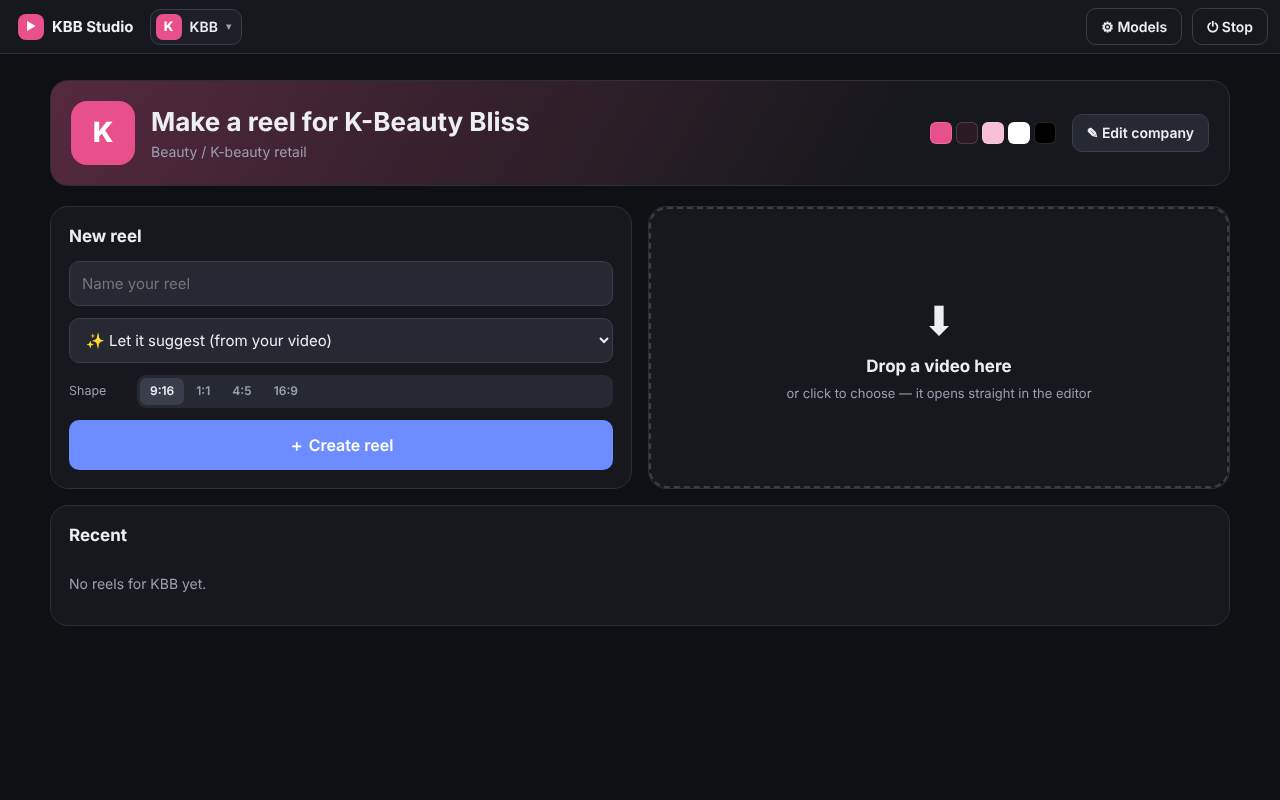 KBB Studio
K
KBB
⚙ Models
⏻ Stop
K
Make a reel for K-Beauty Bliss
Beauty / K-beauty retail
✎ Edit company
New reel
Name your reel
✨ Let it suggest (from your video)
Shape
9:16
1:1
4:5
16:9
+ Create reel
Drop a video here
or click to choose — it opens straight in the editor
Recent
No reels for KBB yet.